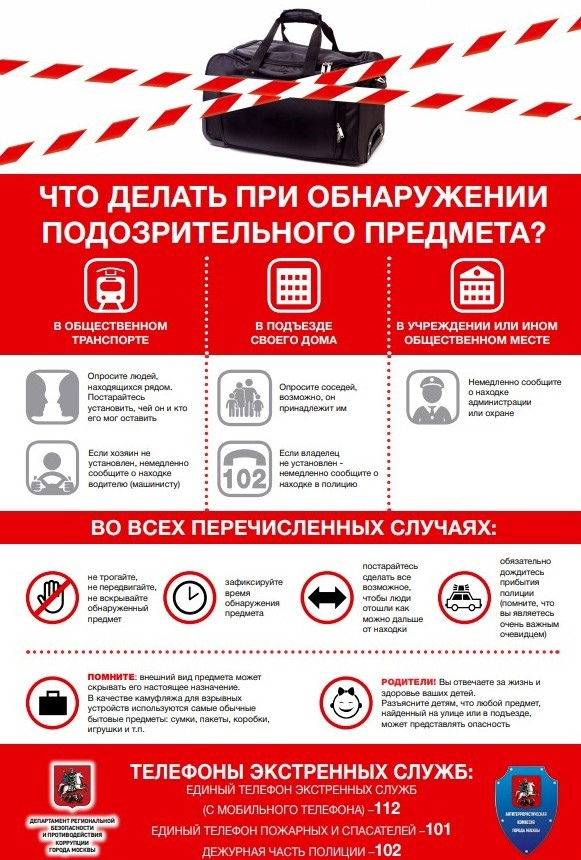 ЧТО ДЕЛАТЬ ПРИ ОБНАРУЖЕНИИ
ПОДОЗРИТЕЛЬНОГО ПРЕДМЕТА?
В ОБЩЕСТВЕННОМ
ТРАНСПОРТЕ
В ПОДЪЕЗДЕ
СВОЕГО ДОМА
В УЧРЕЖДЕНИИ ИЛИ ИНОМ
ОБЩЕСТВЕННОМ МЕСТЕ
Опросите людей,
находящихся рядом.
Постарайтесь
установить, чей он и кто
его мог оставить
Опросите соседей,
возможно, он
принадлежит им
Немедленно сообщите
о находке
администрации
или охране
Если хозяин не
установлен, немедленно
сообщите о находке
водителю (машинисту)
102
Если владелец
не установлен -
немедленно сообщите о
находке в полицию
ВО ВСЕХ ПЕРЕЧИСЛЕННЫХ СЛУЧАЯХ:
не трогайте,
не передвигайте,
не вскрывайте
обнаруженный
предмет
зафиксируйте
время
обнаружения
предмета
постарайтесь
сделать все
возможное,
чтобы люди
отошли как
можно дальше
от находки
обязательно
дождитесь
прибытия
полиции
(помните, что
вы являетесь
очень важным
очевидцем)
ПОМНИТЕ: внешний вид предмета может
скрывать его настоящее назначение.
В качестве камуфляжа для взрывных
устройств используются самые обычные
бытовые предметы: сумки, пакеты, коробки,
игрушки и т.п.
РОДИТЕЛИ! Вы отвечаете за жизнь и
здоровье ваших детей.
Разъясните детям, что любой предмет,
найденный на улице или в подъезде,
может представлять опасность
ТЕЛЕФОНЫ ЭКСТРЕННЫХ СЛУЖБ:
ЕДИНЫЙ ТЕЛЕФОН ЭКСТРЕННЫХ СЛУЖБ
(С МОБИЛЬНОГО ТЕЛЕФОНА) –112
ЕДИНЫЙ ТЕЛЕФОН ПОЖАРНЫХ И СПАСАТЕЛЕЙ –101
ДЕЖУРНАЯ ЧАСТЬ ПОЛИЦИИ –102
ДЕПАРТАМЕНТ РЕГИОНАЛЬНОЙ
БЕЗОПАСНОСТИ
И ПРОТИВОДЕЙСТВИЯ
КОРРУПЦИИ
ГОРОДА МОСКВЫ
АНТИТЕРРОРИСТИЧЕСКАЯ
КОМИССИЯ
ГОРОДА МОСКВЫ